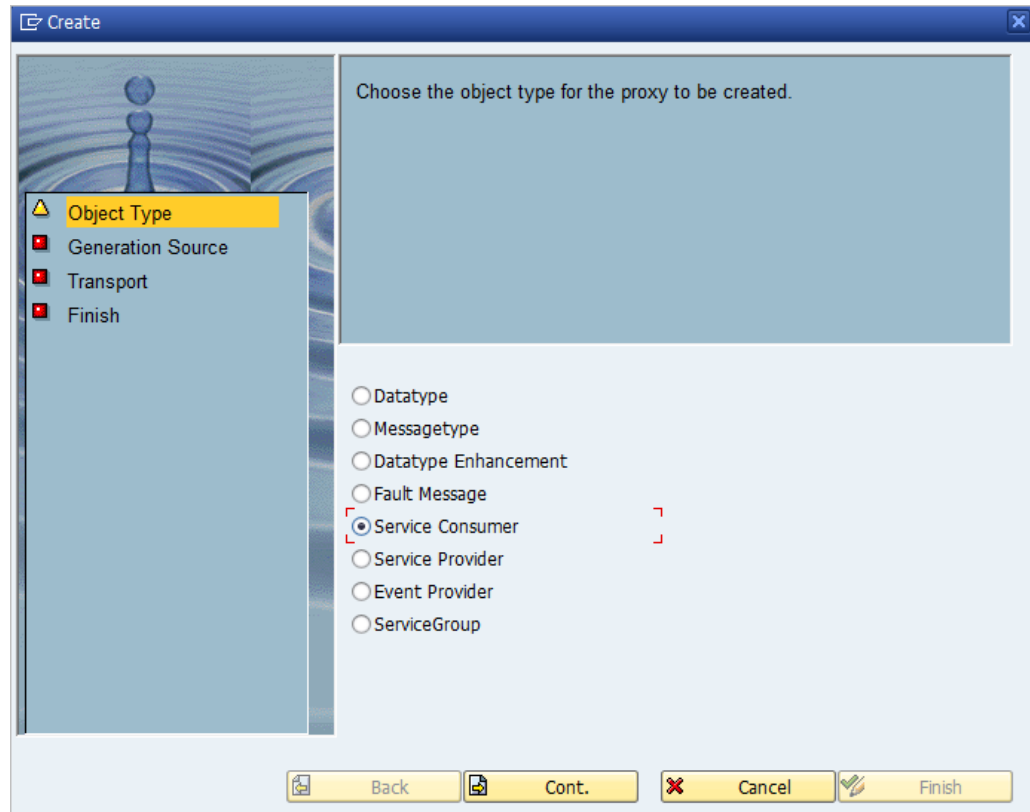 Create
Choose the object type for the proxy to be created.
Object Type
Generation Source
Transport
Finish
Datatype
Messagetype
Datatype Enhancement
Fault Message
Service Consumer
Service Provider
Event Provider
ServiceGroup
Back
Cont.
Cancel
Finish